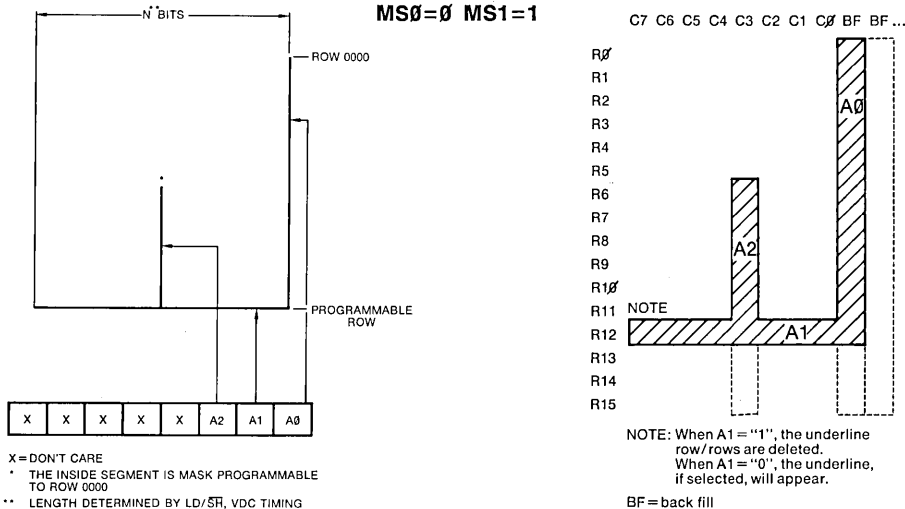 MSØ=Ø MS1=1
N** BITS
ROW 0000
*
PROGRAMMABLE
ROW
X X X X X A2 A1 AØ
X = DON'T CARE
* THE INSIDE SEGMENT IS MASK PROGRAMMABLE
TO ROW 0000
** LENGTH DETERMINED BY LD/S̅H̅, VDC TIMING
C7 C6 C5 C4 C3 C2 C1 CØ BF BF ...
RØ
R1
R2
R3
R4
R5
R6
R7
R8
R9
R1Ø
R11
R12
R13
R14
R15
AØ
A2
NOTE
A1
NOTE: When A1 = "1", the underline
row/rows are deleted.
When A1 = "0", the underline,
if selected, will appear.
BF = back fill